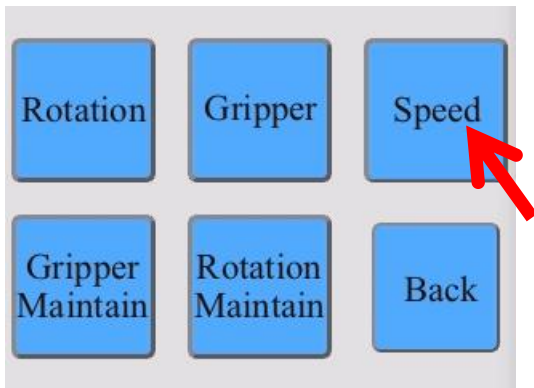 Rotation
Gripper
Speed
Gripper
Maintain
Rotation
Maintain
Back